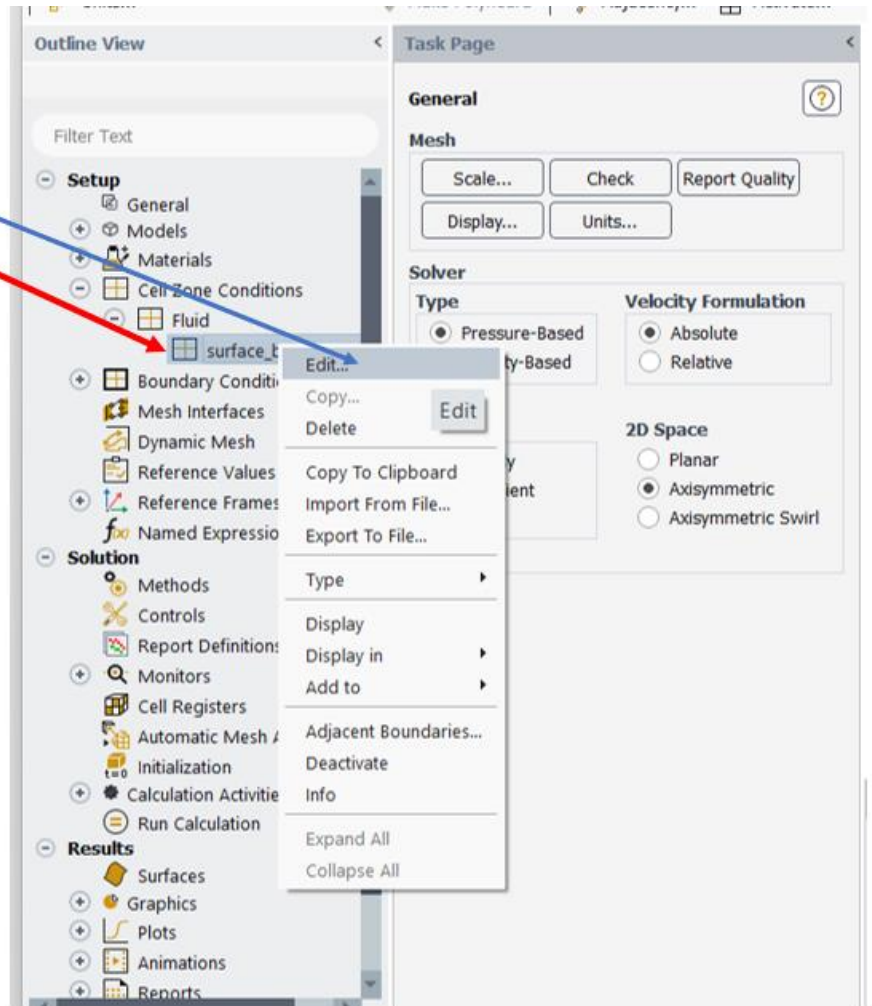 Outline View
Filter Text
Setup
General
Models
Materials
Cell Zone Conditions
Fluid
surface_b
Boundary Conditi
Mesh Interfaces
Dynamic Mesh
Reference Values
Reference Frames
Named Expressio
Solution
Methods
Controls
Report Definitions
Monitors
Cell Registers
Automatic Mesh A
t=0 Initialization
Calculation Activitie
Run Calculation
Results
Surfaces
Graphics
Plots
Animations
Reports
Edit...
Copy...
Edit
Delete
Copy To Clipboard
Import From File...
Export To File...
Type
Display
Display in
Add to
Adjacent Boundaries...
Deactivate
Info
Expand All
Collapse All
Task Page
General
Mesh
Scale... Check Report Quality
Display... Units...
Solver
Type
Pressure-Based
ty-Based
y
ient
Velocity Formulation
Absolute
Relative
2D Space
Planar
Axisymmetric
Axisymmetric Swirl